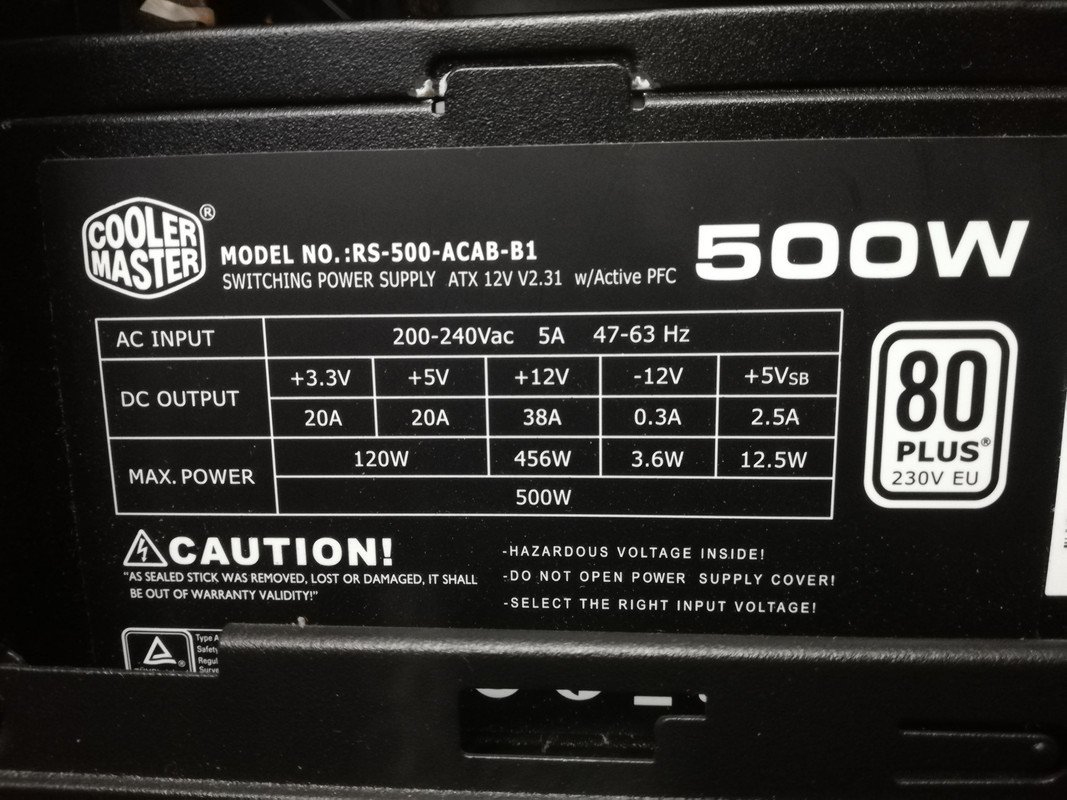 COOLER
MASTER
®
MODEL NO.:RS-500-ACAB-B1
SWITCHING POWER SUPPLY ATX 12V V2.31 w/Active PFC
500W
AC INPUT 200-240Vac 5A 47-63 Hz
DC OUTPUT +3.3V +5V +12V -12V +5VSB
20A 20A 38A 0.3A 2.5A
MAX. POWER 120W 456W 3.6W 12.5W
500W
80
PLUS®
230V EU
CAUTION!
"AS SEALED STICK WAS REMOVED, LOST OR DAMAGED, IT SHALL
BE OUT OF WARRANTY VALIDITY!"
-HAZARDOUS VOLTAGE INSIDE!
-DO NOT OPEN POWER SUPPLY COVER!
-SELECT THE RIGHT INPUT VOLTAGE!
Type A
Safety
Regul
Surve